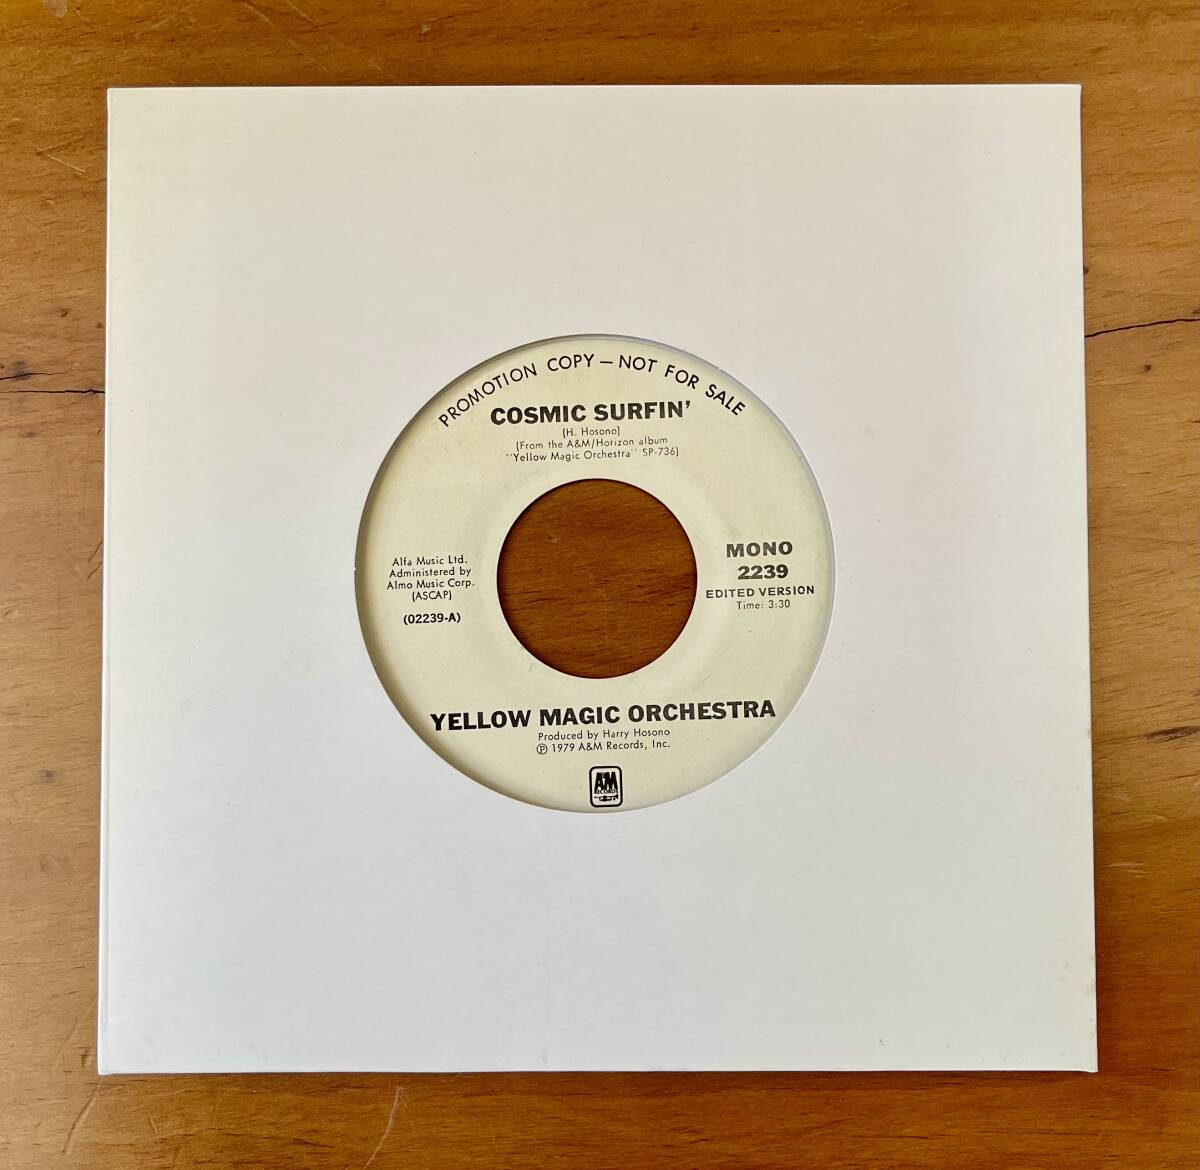 PROMOTION COPY — NOT FOR SALE
COSMIC SURFIN'
(H. Hosono)
(From the A&M/Horizon album
"Yellow Magic Orchestra" SP-736)
Alfa Music Ltd.
Administered by
Almo Music Corp.
(ASCAP)
(02239-A)
MONO
2239
EDITED VERSION
Time: 3:30
YELLOW MAGIC ORCHESTRA
Produced by Harry Hosono
℗ 1979 A&M Records, Inc.
A&M
RECORDS